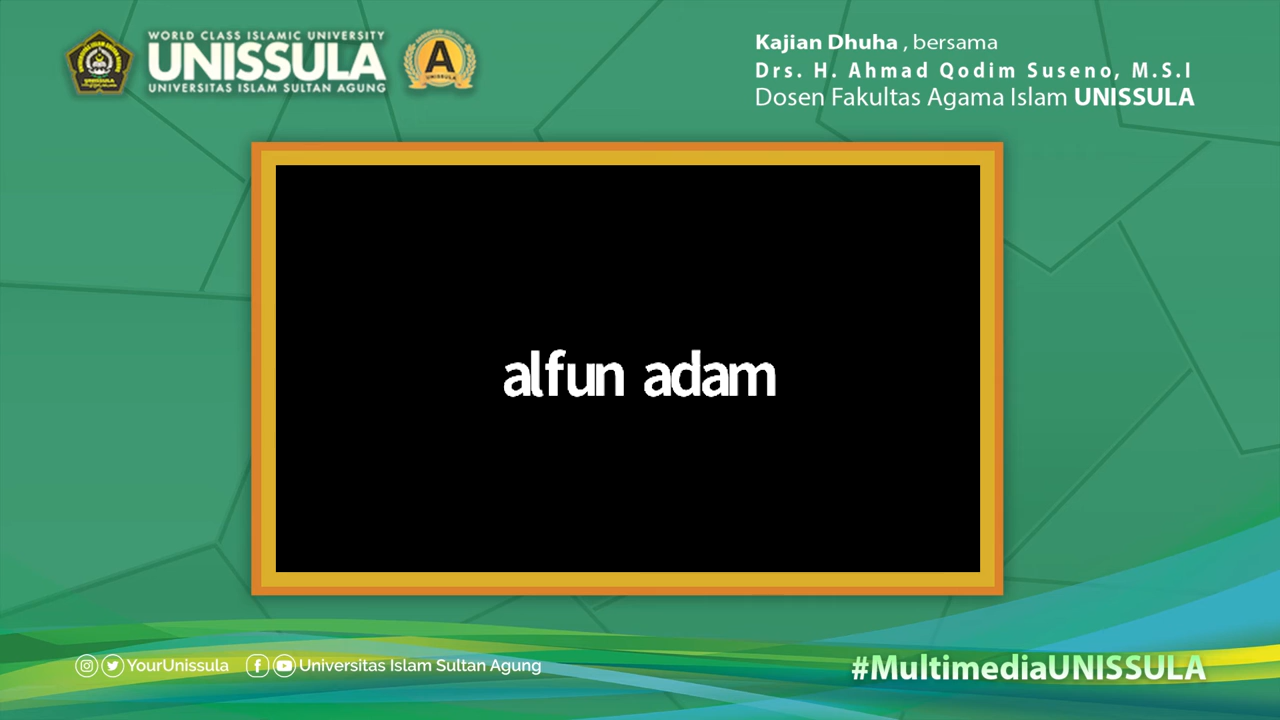 WORLD CLASS ISLAMIC UNIVERSITY
UNISSULA
UNIVERSITAS ISLAM SULTAN AGUNG
A
UNISSULA
Kajian Dhuha , bersama
Drs. H. Ahmad Qodim Suseno, M.S.I
Dosen Fakultas Agama Islam UNISSULA
alfun adam
YourUnissula
Universitas Islam Sultan Agung
#MultimediaUNISSULA